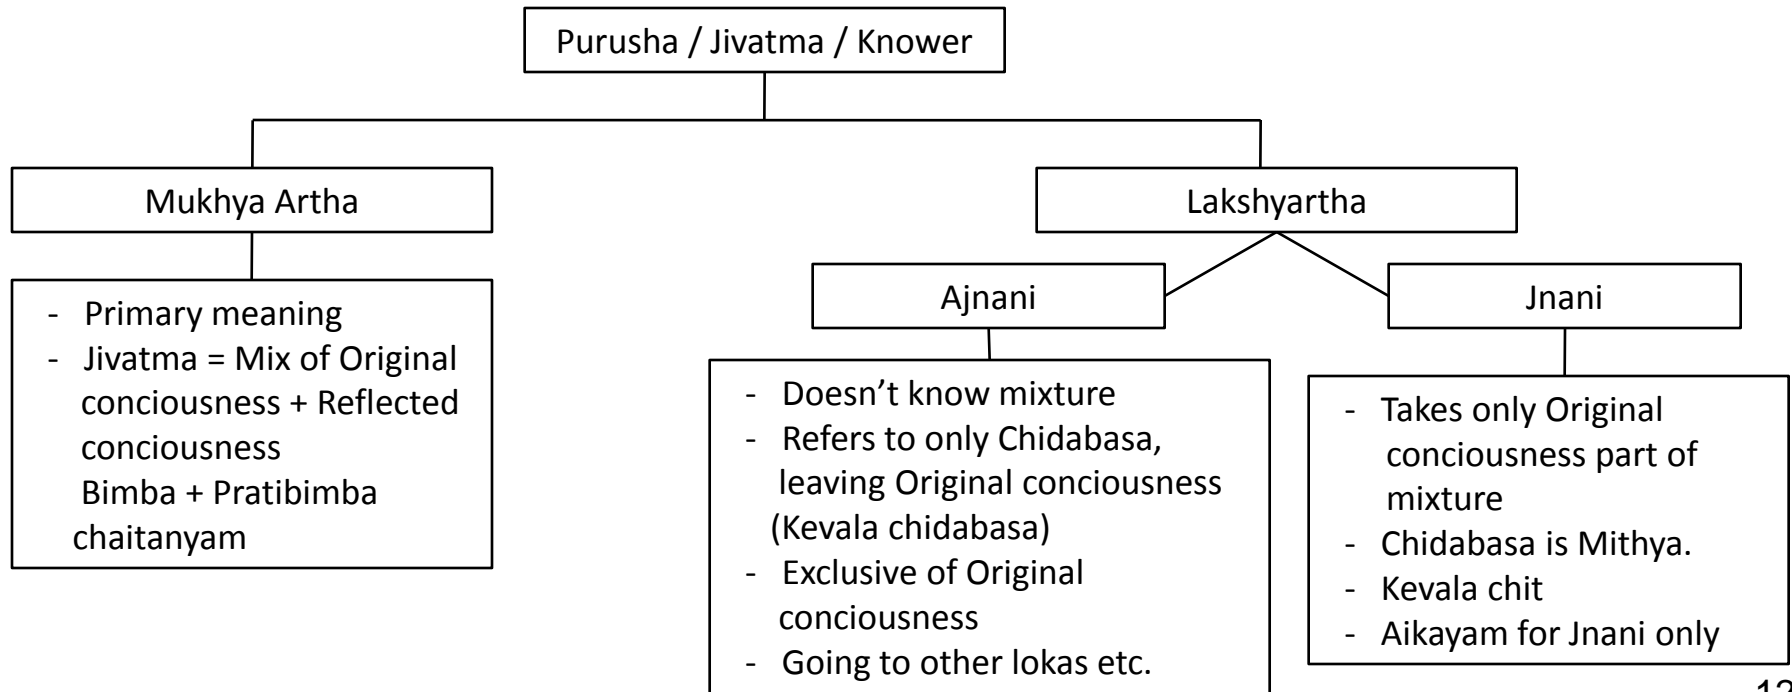 Purusha / Jivatma / Knower
Mukhya Artha
Lakshyartha
- Primary meaning
- Jivatma = Mix of Original
conciousness + Reflected
conciousness
Bimba + Pratibimba
chaitanyam
Ajnani
Jnani
- Doesn’t know mixture
- Refers to only Chidabasa,
leaving Original conciousness
(Kevala chidabasa)
- Exclusive of Original
conciousness
- Going to other lokas etc.
- Takes only Original
conciousness part of
mixture
- Chidabasa is Mithya.
- Kevala chit
- Aikayam for Jnani only